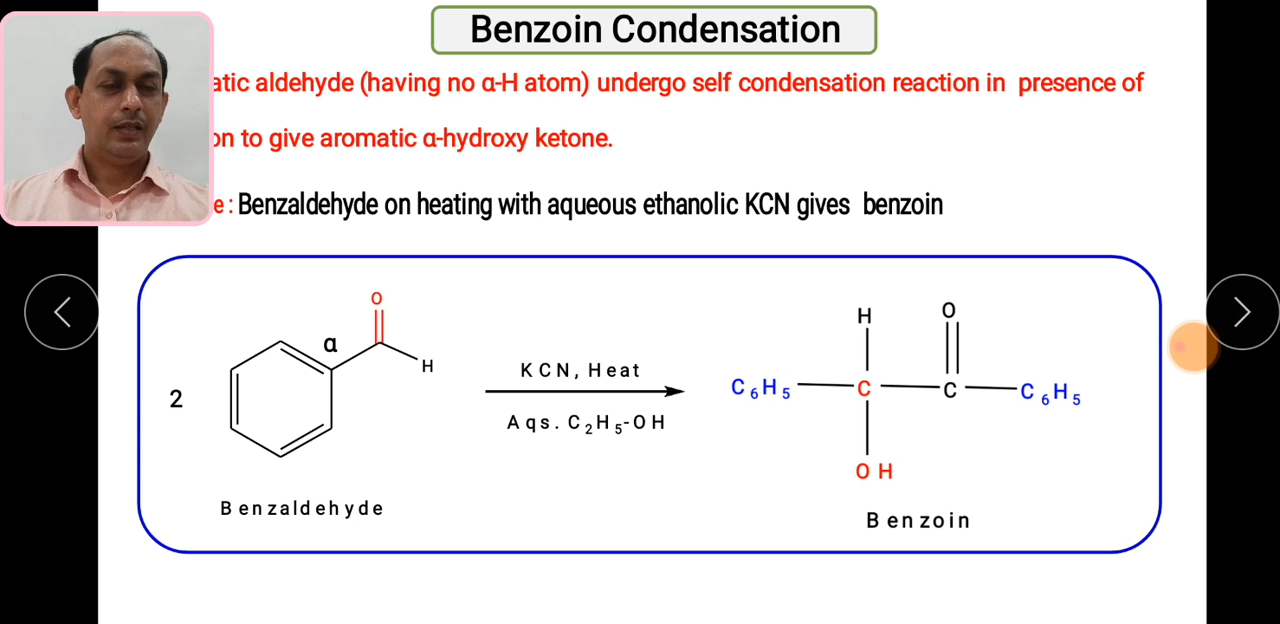 Benzoin Condensation
aldehyde (having no α-H atom) undergo self condensation reaction in presence of
to give aromatic α-hydroxy ketone.
: Benzaldehyde on heating with aqueous ethanolic KCN gives benzoin
O
α
H
2
KCN, Heat
Aqs. C₂H₅-OH
Benzaldehyde
H O
C₆H₅ C C C₆H₅
OH
Benzoin